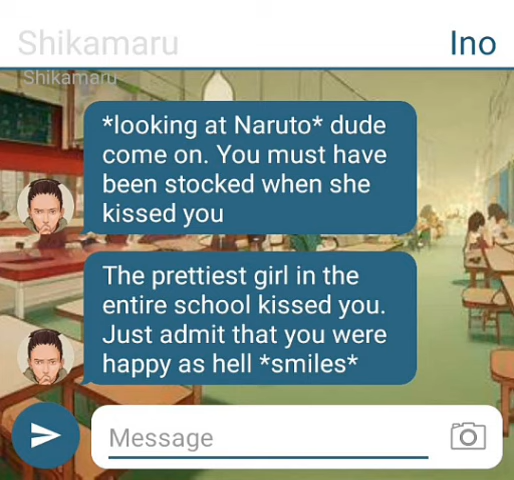 Shikamaru
Ino
Shikamaru
*looking at Naruto* dude
come on. You must have
been stocked when she
kissed you
The prettiest girl in the
entire school kissed you.
Just admit that you were
happy as hell *smiles*
Message